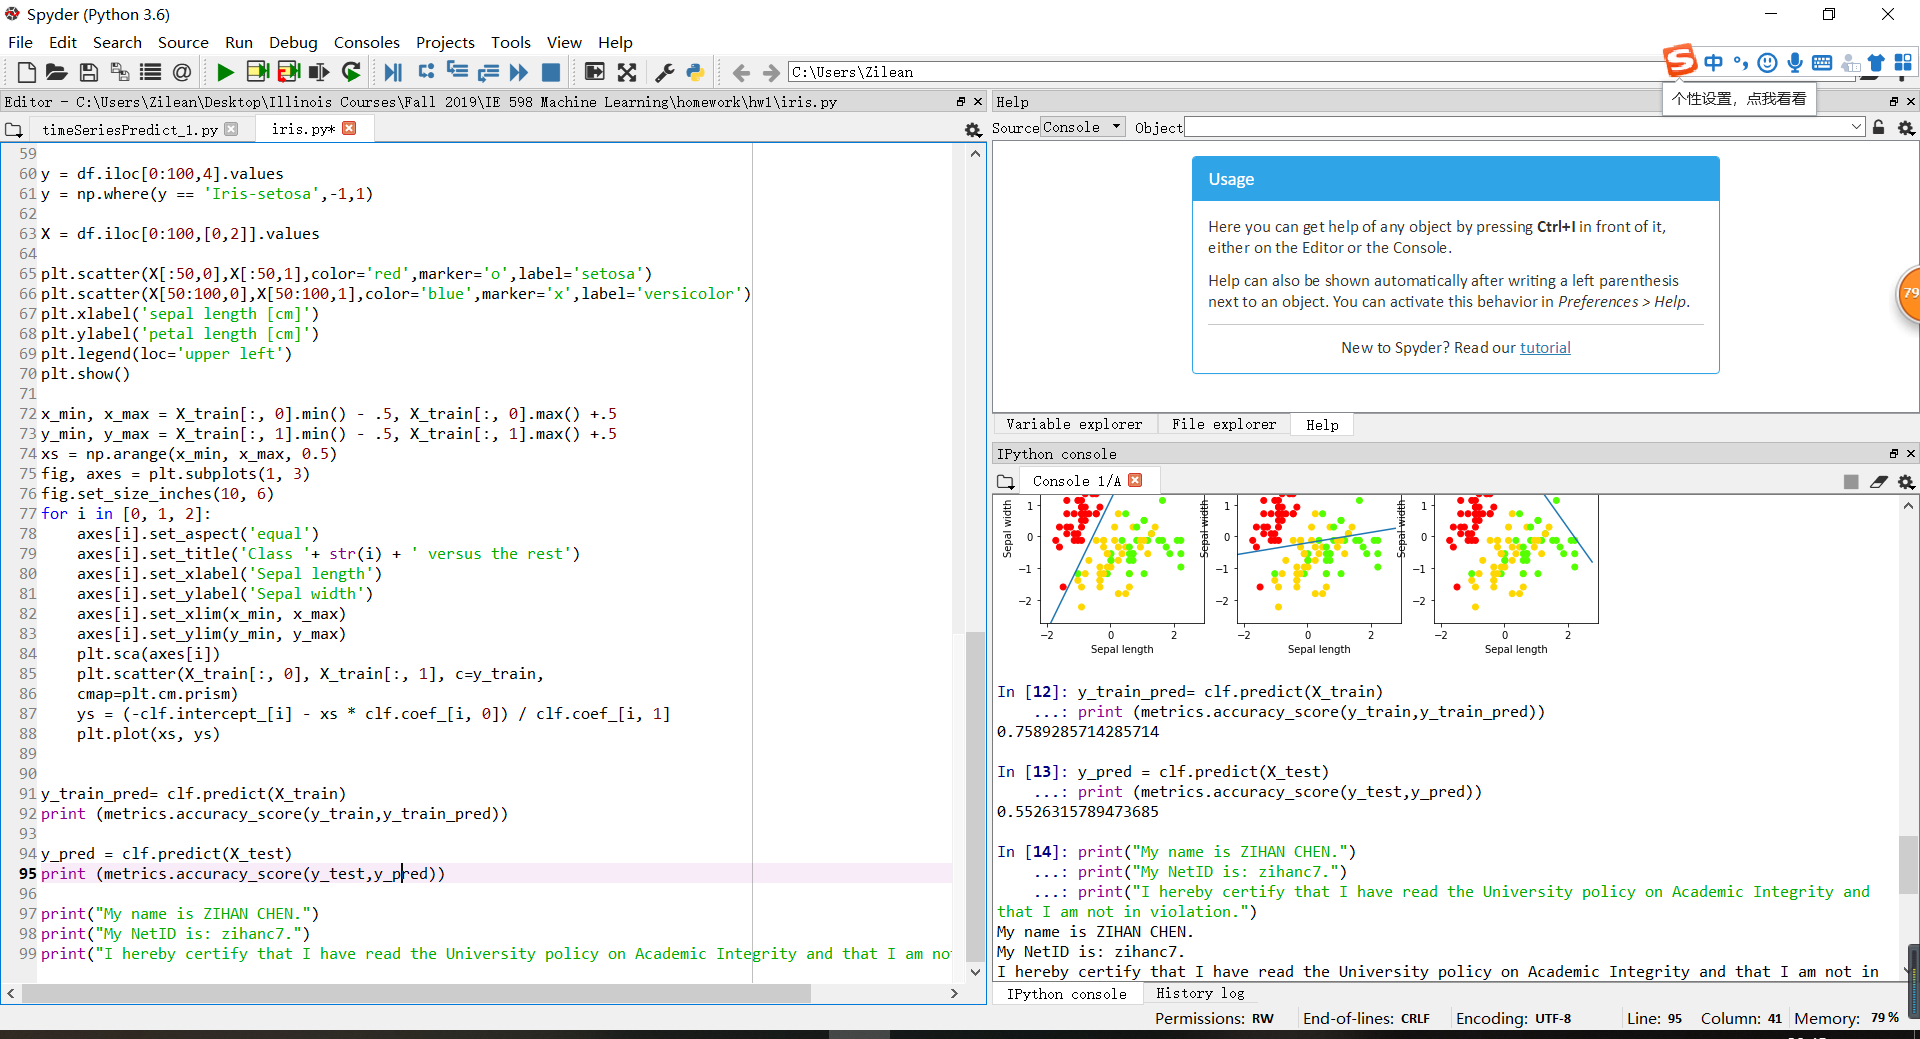 Spyder (Python 3.6)
File Edit Search Source Run Debug Consoles Projects Tools View Help
C:\Users\Zilean
中
个性设置，点我看看
Editor - C:\Users\Zilean\Desktop\Illinois Courses\Fall 2019\IE 598 Machine Learning\homework\hw1\iris.py
timeSeriesPredict_1.py iris.py*
59
60 y = df.iloc[0:100,4].values
61 y = np.where(y == 'Iris-setosa',-1,1)
62
63 X = df.iloc[0:100,[0,2]].values
64
65 plt.scatter(X[:50,0],X[:50,1],color='red',marker='o',label='setosa')
66 plt.scatter(X[50:100,0],X[50:100,1],color='blue',marker='x',label='versicolor')
67 plt.xlabel('sepal length [cm]')
68 plt.ylabel('petal length [cm]')
69 plt.legend(loc='upper left')
70 plt.show()
71
72 x_min, x_max = X_train[:, 0].min() - .5, X_train[:, 0].max() +.5
73 y_min, y_max = X_train[:, 1].min() - .5, X_train[:, 1].max() +.5
74 xs = np.arange(x_min, x_max, 0.5)
75 fig, axes = plt.subplots(1, 3)
76 fig.set_size_inches(10, 6)
77 for i in [0, 1, 2]:
78     axes[i].set_aspect('equal')
79     axes[i].set_title('Class '+ str(i) + ' versus the rest')
80     axes[i].set_xlabel('Sepal length')
81     axes[i].set_ylabel('Sepal width')
82     axes[i].set_xlim(x_min, x_max)
83     axes[i].set_ylim(y_min, y_max)
84     plt.sca(axes[i])
85     plt.scatter(X_train[:, 0], X_train[:, 1], c=y_train,
86     cmap=plt.cm.prism)
87     ys = (-clf.intercept_[i] - xs * clf.coef_[i, 0]) / clf.coef_[i, 1]
88     plt.plot(xs, ys)
89
90
91 y_train_pred= clf.predict(X_train)
92 print (metrics.accuracy_score(y_train,y_train_pred))
93
94 y_pred = clf.predict(X_test)
95 print (metrics.accuracy_score(y_test,y_pred))
96
97 print("My name is ZIHAN CHEN.")
98 print("My NetID is: zihanc7.")
99 print("I hereby certify that I have read the University policy on Academic Integrity and that I am no
Help
Source Console Object
Usage
Here you can get help of any object by pressing Ctrl+I in front of it,
either on the Editor or the Console.
Help can also be shown automatically after writing a left parenthesis
next to an object. You can activate this behavior in Preferences > Help.
New to Spyder? Read our tutorial
79
Variable explorer File explorer Help
IPython console
Console 1/A
Sepal width Sepal width Sepal width
1 1 1
0 0 0
−1 −1 −1
−2 −2 −2
−2 0 2 −2 0 2 −2 0 2
Sepal length Sepal length Sepal length
In [12]: y_train_pred= clf.predict(X_train)
    ...: print (metrics.accuracy_score(y_train,y_train_pred))
0.7589285714285714
In [13]: y_pred = clf.predict(X_test)
    ...: print (metrics.accuracy_score(y_test,y_pred))
0.5526315789473685
In [14]: print("My name is ZIHAN CHEN.")
    ...: print("My NetID is: zihanc7.")
    ...: print("I hereby certify that I have read the University policy on Academic Integrity and
that I am not in violation.")
My name is ZIHAN CHEN.
My NetID is: zihanc7.
I hereby certify that I have read the University policy on Academic Integrity and that I am not in
IPython console History log
Permissions: RW End-of-lines: CRLF Encoding: UTF-8 Line: 95 Column: 41 Memory: 79 %